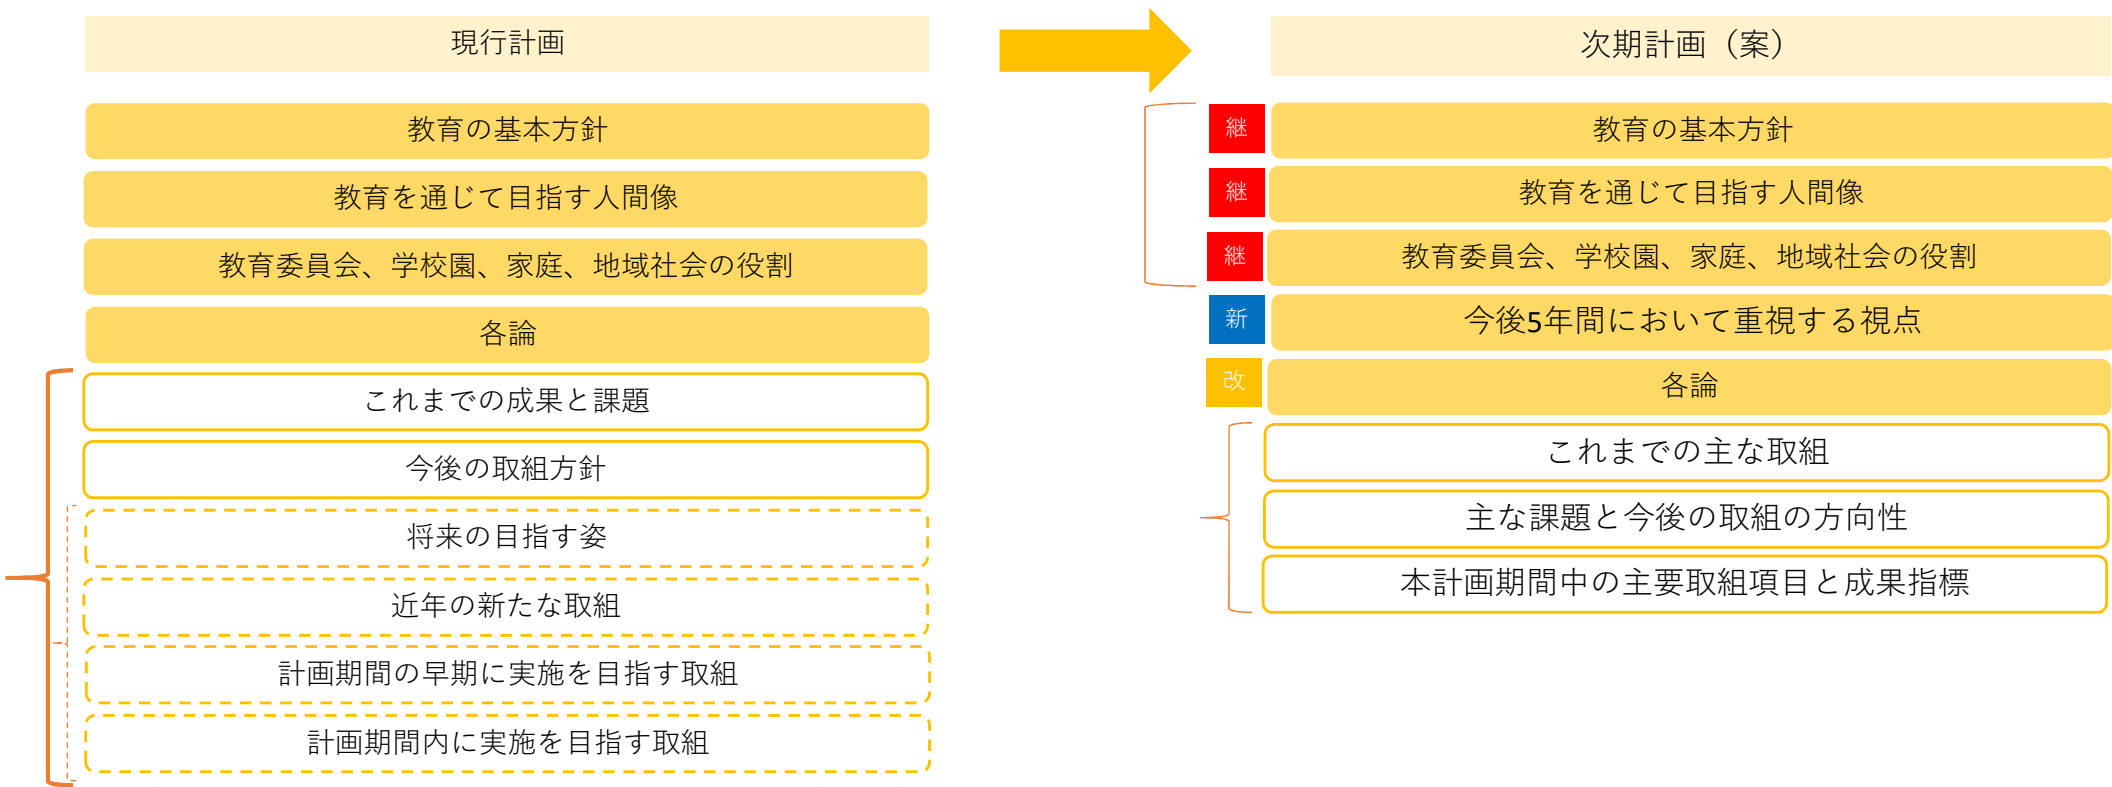 現行計画
教育の基本方針
教育を通じて目指す人間像
教育委員会、学校園、家庭、地域社会の役割
各論
これまでの成果と課題
今後の取組方針
将来の目指す姿
近年の新たな取組
計画期間の早期に実施を目指す取組
計画期間内に実施を目指す取組
次期計画（案）
継 教育の基本方針
継 教育を通じて目指す人間像
継 教育委員会、学校園、家庭、地域社会の役割
新 今後5年間において重視する視点
改 各論
これまでの主な取組
主な課題と今後の取組の方向性
本計画期間中の主要取組項目と成果指標